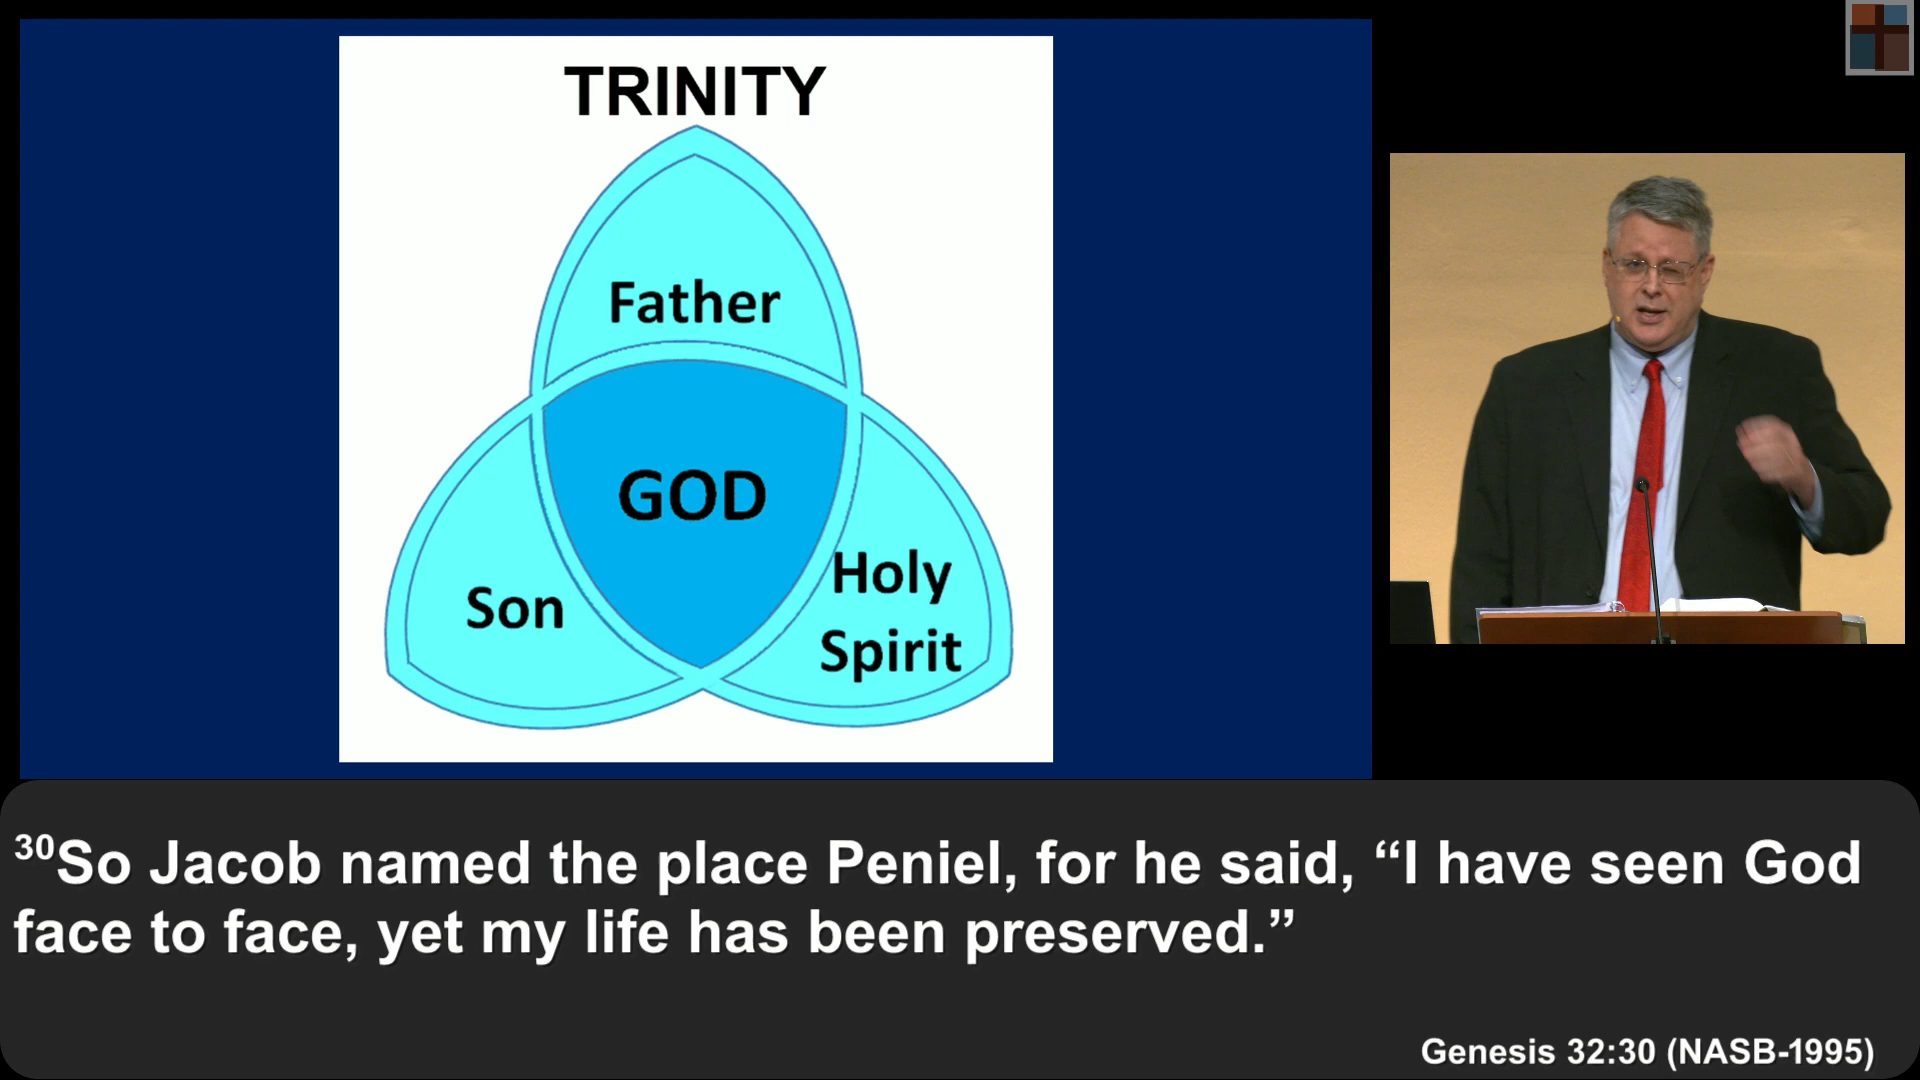 TRINITY
Father
GOD
Son
Holy
Spirit
³⁰So Jacob named the place Peniel, for he said, “I have seen God
face to face, yet my life has been preserved.”
Genesis 32:30 (NASB-1995)